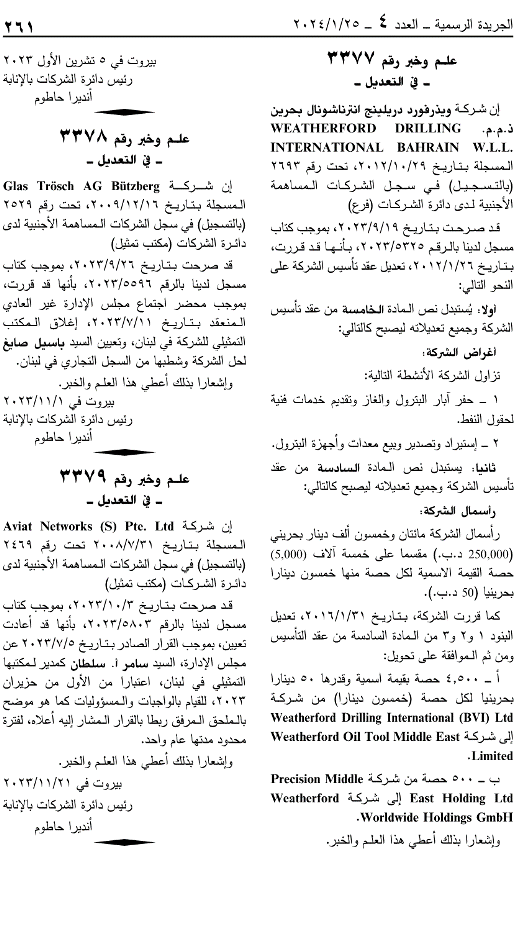 الجريدة الرسمية ــ العدد ٤ ــ ٢٠٢٤/١/٢٥
٢٦١
علـم وخبر رقم ٣٣٧٧
ـ في التعديل ـ
إن شركة ويذرفورد دريلينج انترناشونال بحرين
ذ.م.م. WEATHERFORD DRILLING
INTERNATIONAL BAHRAIN W.L.L.
المسجلة بتاريخ ٢٠١٢/١٠/٢٩، تحت رقم ٢٦٩٣
(بالتسجيل) في سجل الشركات المساهمة
الأجنبية لدى دائرة الشركات (فرع)
قد صرحت بتاريخ ٢٠٢٣/٩/١٩، بموجب كتاب
مسجل لدينا بالرقم ٢٠٢٣/٥٣٢٥، بأنها قد قررت،
بتاريخ ٢٠١٢/١/٢٦، تعديل عقد تأسيس الشركة على
النحو التالي:
أولا: يُستبدل نص المادة الخامسة من عقد تأسيس
الشركة وجميع تعديلاته ليصبح كالتالي:
أغراض الشركة:
تزاول الشركة الأنشطة التالية:
١ ــ حفر آبار البترول والغاز وتقديم خدمات فنية
لحقول النفط.
٢ ــ إستيراد وتصدير وبيع معدات وأجهزة البترول.
ثانيا: يستبدل نص المادة السادسة من عقد
تأسيس الشركة وجميع تعديلاته ليصبح كالتالي:
رأسمال الشركة:
رأسمال الشركة مائتان وخمسون ألف دينار بحريني
(250,000 د.ب.) مقسما على خمسة آلاف (5,000)
حصة القيمة الاسمية لكل حصة منها خمسون دينارا
بحرينيا (50 د.ب.).
كما قررت الشركة، بتاريخ ٢٠١٦/١/٣١، تعديل
البنود ١ و٢ و٣ من المادة السادسة من عقد التأسيس
ومن ثم الموافقة على تحويل:
أ ــ ٤,٥٠٠ حصة بقيمة اسمية وقدرها ٥٠ دينارا
بحرينيا لكل حصة (خمسون دينارا) من شركة
Weatherford Drilling International (BVI) Ltd
إلى شركة Weatherford Oil Tool Middle East
Limited.
ب ــ ٥٠٠ حصة من شركة Precision Middle
East Holding Ltd إلى شركة Weatherford
Worldwide Holdings GmbH.
وإشعارا بذلك أعطي هذا العلم والخبر.
بيروت في ٥ تشرين الأول ٢٠٢٣
رئيس دائرة الشركات بالإنابة
أنديرا حاطوم
علـم وخبر رقم ٣٣٧٨
ـ في التعديل ـ
إن شركة Glas Trösch AG Bützberg
المسجلة بتاريخ ٢٠٠٩/١٢/١٦، تحت رقم ٢٥٢٩
(بالتسجيل) في سجل الشركات المساهمة الأجنبية لدى
دائرة الشركات (مكتب تمثيل)
قد صرحت بتاريخ ٢٠٢٣/٩/٢٦، بموجب كتاب
مسجل لدينا بالرقم ٢٠٢٣/٥٥٩٦، بأنها قد قررت،
بموجب محضر اجتماع مجلس الإدارة غير العادي
المنعقد بتاريخ ٢٠٢٣/٧/١١، إغلاق المكتب
التمثيلي للشركة في لبنان، وتعيين السيد باسيل صايغ
لحل الشركة وشطبها من السجل التجاري في لبنان.
وإشعارا بذلك أعطي هذا العلم والخبر.
بيروت في ٢٠٢٣/١١/١
رئيس دائرة الشركات بالإنابة
أنديرا حاطوم
علـم وخبر رقم ٣٣٧٩
ـ في التعديل ـ
إن شركة Aviat Networks (S) Ptc. Ltd
المسجلة بتاريخ ٢٠٠٨/٧/٣١ تحت رقم ٢٤٦٩
(بالتسجيل) في سجل الشركات المساهمة الأجنبية لدى
دائرة الشركات (مكتب تمثيل)
قد صرحت بتاريخ ٢٠٢٣/١٠/٣، بموجب كتاب
مسجل لدينا بالرقم ٢٠٢٣/٥٨٠٣، بأنها قد أعادت
تعيين، بموجب القرار الصادر بتاريخ ٢٠٢٣/٧/٥ عن
مجلس الإدارة، السيد سامر أ. سلطان كمدير لمكتبها
التمثيلي في لبنان، اعتبارا من الأول من حزيران
٢٠٢٣، للقيام بالواجبات والمسؤوليات كما هو موضح
بالملحق المرفق ربطا بالقرار المشار إليه أعلاه، لفترة
محدود مدتها عام واحد.
وإشعارا بذلك أعطي هذا العلم والخبر.
بيروت في ٢٠٢٣/١١/٢١
رئيس دائرة الشركات بالإنابة
أنديرا حاطوم